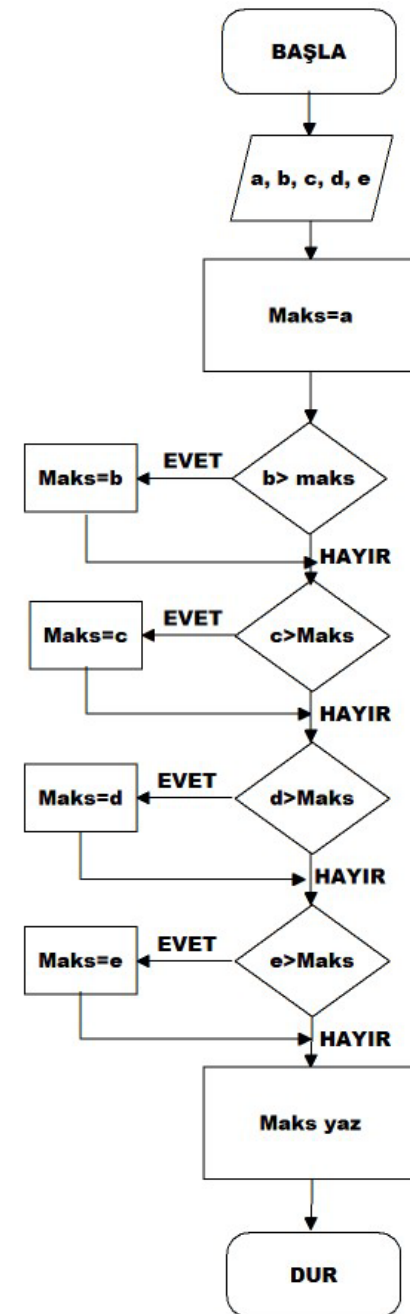 BAŞLA
a, b, c, d, e
Maks=a
b> maks
EVET
Maks=b
HAYIR
c>Maks
EVET
Maks=c
HAYIR
d>Maks
EVET
Maks=d
HAYIR
e>Maks
EVET
Maks=e
HAYIR
Maks yaz
DUR